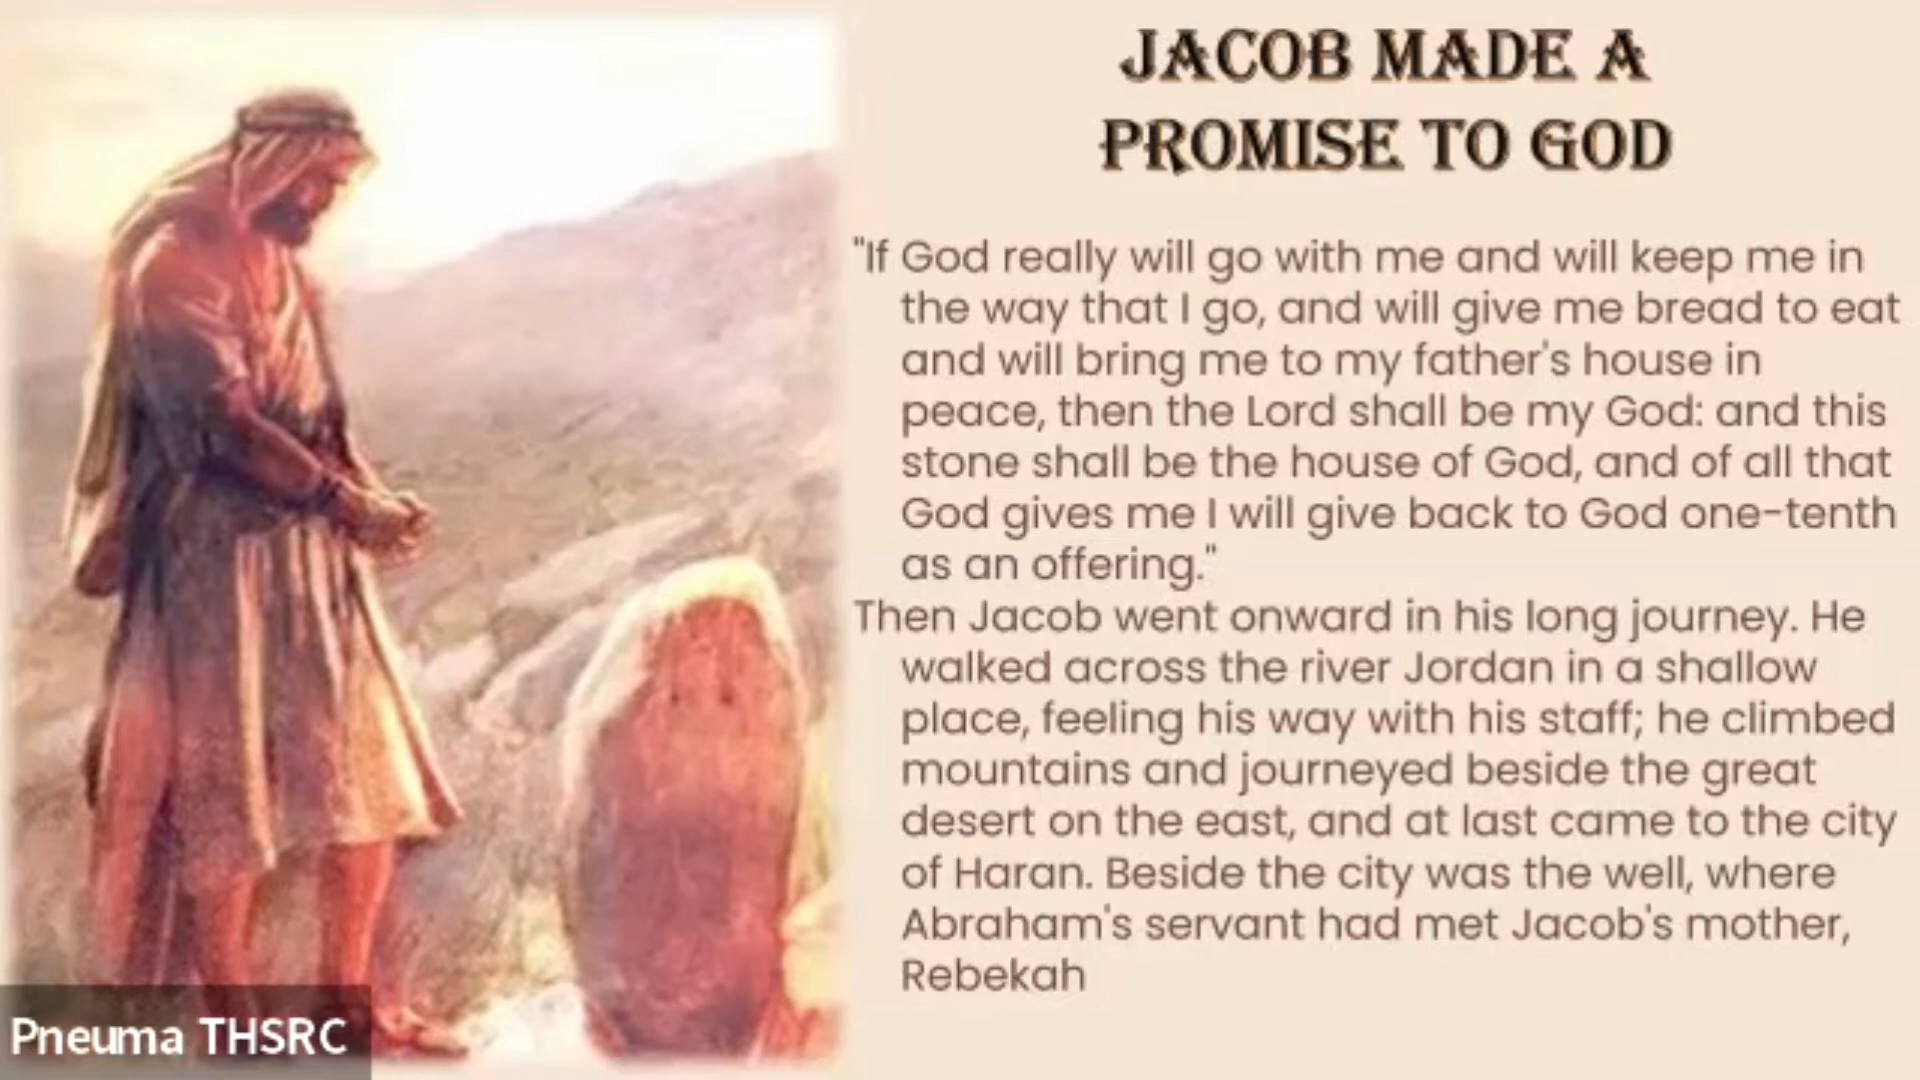 JACOB MADE A
PROMISE TO GOD
"If God really will go with me and will keep me in
the way that I go, and will give me bread to eat
and will bring me to my father's house in
peace, then the Lord shall be my God: and this
stone shall be the house of God, and of all that
God gives me I will give back to God one-tenth
as an offering."
Then Jacob went onward in his long journey. He
walked across the river Jordan in a shallow
place, feeling his way with his staff; he climbed
mountains and journeyed beside the great
desert on the east, and at last came to the city
of Haran. Beside the city was the well, where
Abraham's servant had met Jacob's mother,
Rebekah
Pneuma THSRC